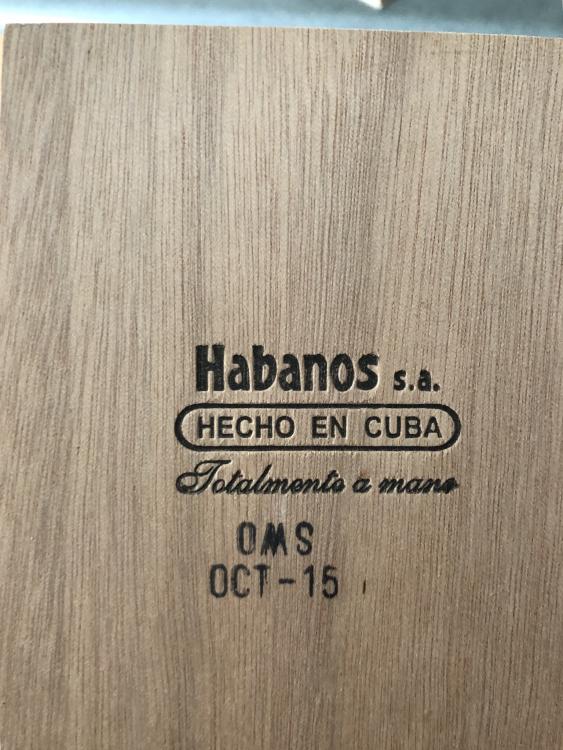 Habanos s.a.
HECHO EN CUBA
Totalmente a mano
OMS
OCT-15